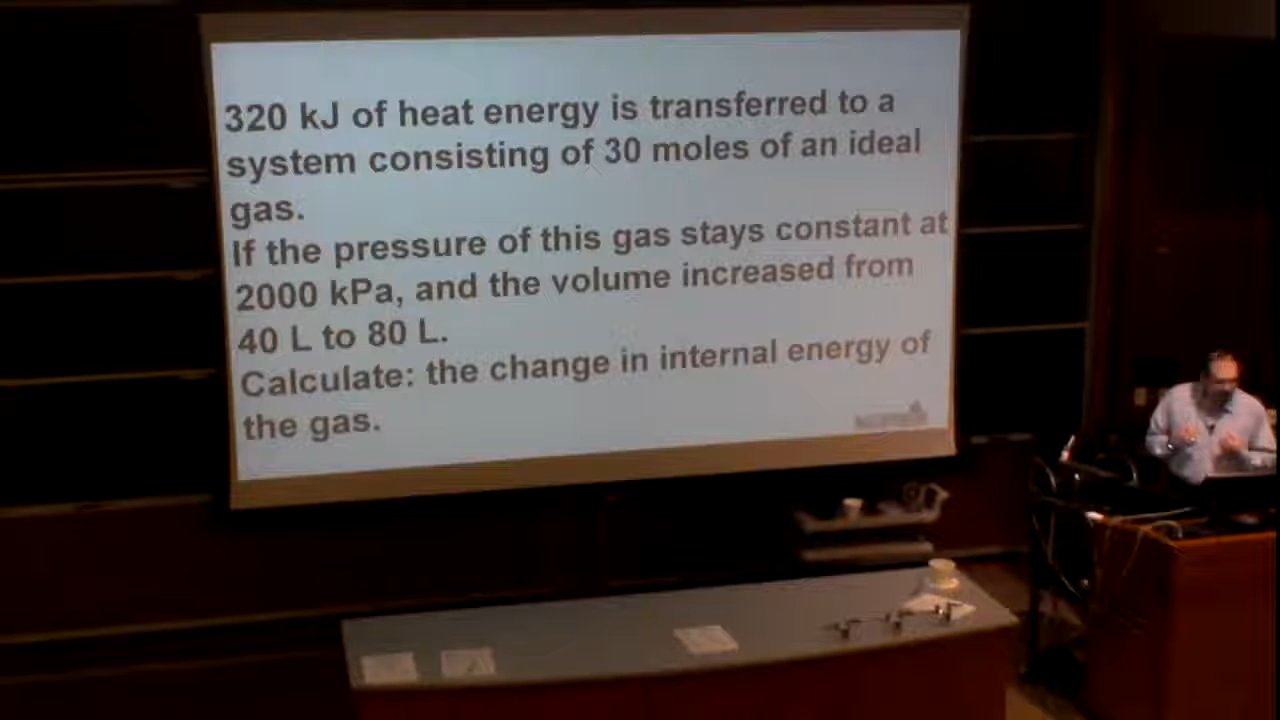 320 kJ of heat energy is transferred to a
system consisting of 30 moles of an ideal
gas.
If the pressure of this gas stays constant at
2000 kPa, and the volume increased from
40 L to 80 L.
Calculate: the change in internal energy of
the gas.